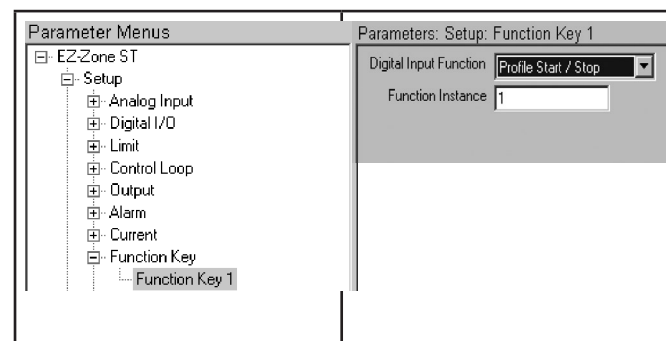 Parameter Menus
EZ-Zone ST
Setup
Analog Input
Digital I/O
Limit
Control Loop
Output
Alarm
Current
Function Key
Function Key 1
Parameters: Setup: Function Key 1
Digital Input Function Profile Start / Stop
Function Instance 1